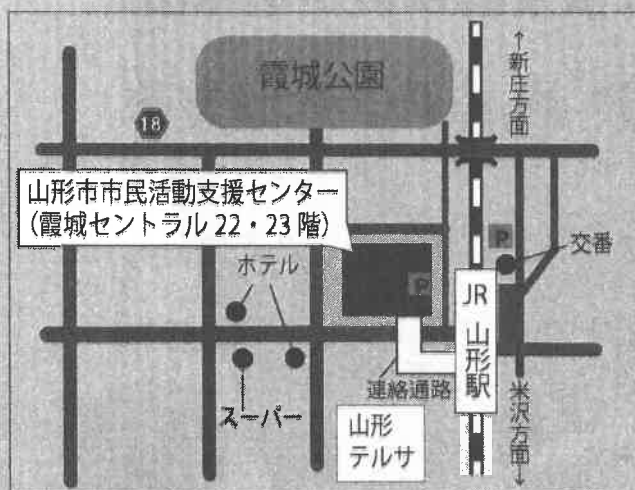 霞城公園
↑新庄方面
18
山形市市民活動支援センター
(霞城セントラル 22・23 階)
P
交番
ホテル
P
JR 山形駅
連絡通路
スーパー
山形
テルサ
米沢方面↓